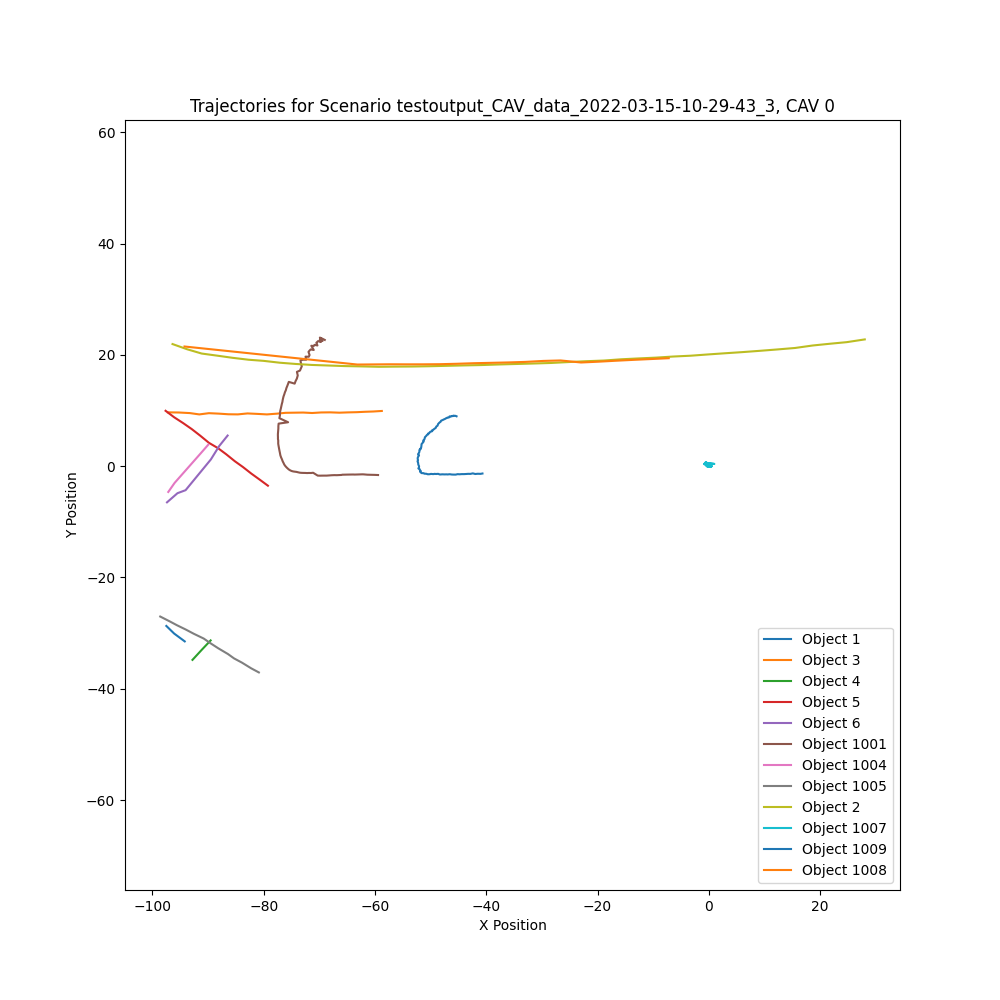 Trajectories for Scenario testoutput_CAV_data_2022-03-15-10-29-43_3, CAV 0
60
40
20
0
−20
−40
−60
Y Position
−100
−80
−60
−40
−20
0
20
X Position
Object 1
Object 3
Object 4
Object 5
Object 6
Object 1001
Object 1004
Object 1005
Object 2
Object 1007
Object 1009
Object 1008